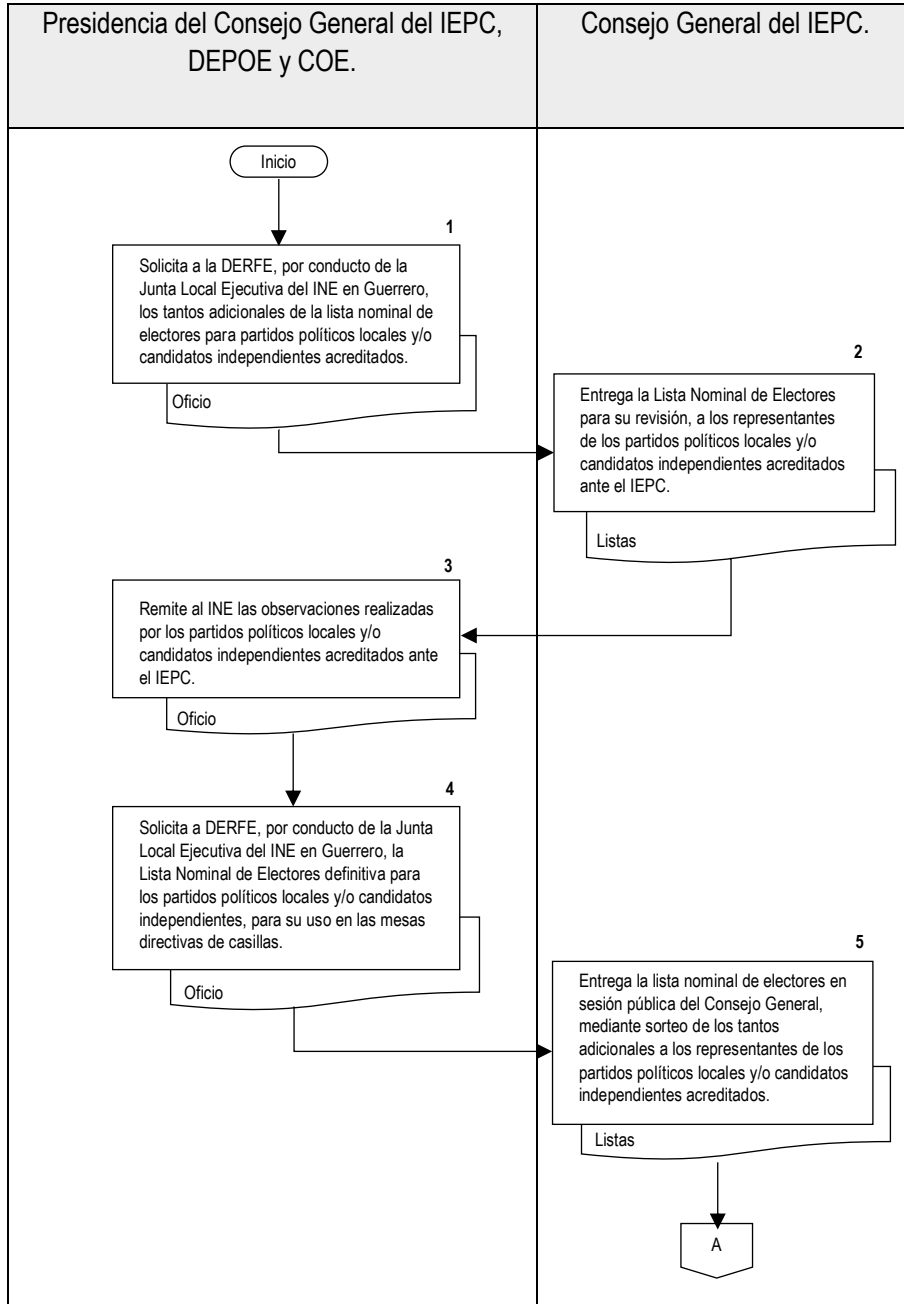 Presidencia del Consejo General del IEPC,
DEPOE y COE.
Consejo General del IEPC.
Inicio
1
Solicita a la DERFE, por conducto de la
Junta Local Ejecutiva del INE en Guerrero,
los tantos adicionales de la lista nominal de
electores para partidos políticos locales y/o
candidatos independientes acreditados.
Oficio
2
Entrega la Lista Nominal de Electores
para su revisión, a los representantes
de los partidos políticos locales y/o
candidatos independientes acreditados
ante el IEPC.
Listas
3
Remite al INE las observaciones realizadas
por los partidos políticos locales y/o
candidatos independientes acreditados ante
el IEPC.
Oficio
4
Solicita a DERFE, por conducto de la Junta
Local Ejecutiva del INE en Guerrero, la
Lista Nominal de Electores definitiva para
los partidos políticos locales y/o candidatos
independientes, para su uso en las mesas
directivas de casillas.
Oficio
5
Entrega la lista nominal de electores en
sesión pública del Consejo General,
mediante sorteo de los tantos
adicionales a los representantes de los
partidos políticos locales y/o candidatos
independientes acreditados.
Listas
A